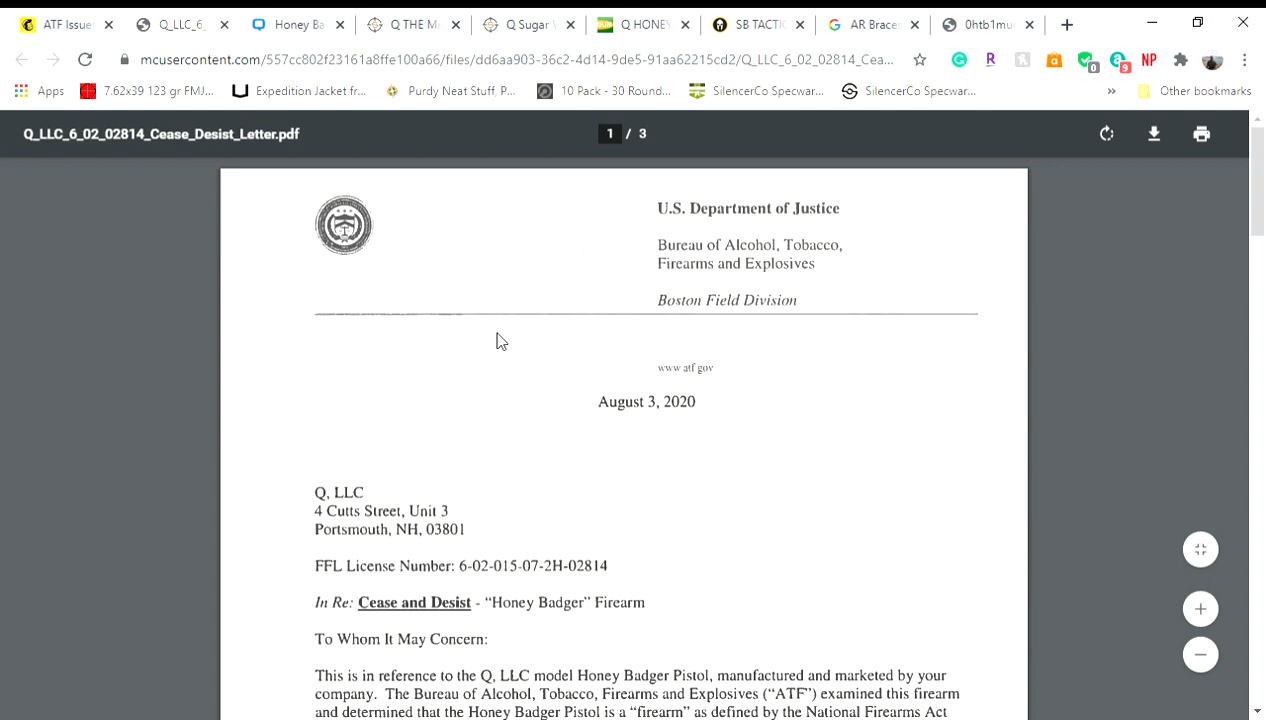 ATF Issue:
Q_LLC_6_
Honey Ba
Q THE M
Q Sugar
Q HONEY
SB TACTIC
AR Brace
0htb1mu
mcusercontent.com/557cc802f23161a8ffe100a66/files/dd6aa903-36c2-4d14-9de5-91aa62215cd2/Q_LLC_6_02_02814_Cea...
0
9
NP
Apps
7.62x39 123 gr FMJ...
Expedition Jacket fr...
Purdy Neat Stuff, P...
10 Pack - 30 Round...
SilencerCo Specwar...
SilencerCo Specwar...
»
Other bookmarks
Q_LLC_6_02_02814_Cease_Desist_Letter.pdf
1 / 3
U.S. Department of Justice
Bureau of Alcohol, Tobacco,
Firearms and Explosives
Boston Field Division
www atf gov
August 3, 2020
Q, LLC
4 Cutts Street, Unit 3
Portsmouth, NH, 03801
FFL License Number: 6-02-015-07-2H-02814
In Re: Cease and Desist - “Honey Badger” Firearm
To Whom It May Concern:
This is in reference to the Q, LLC model Honey Badger Pistol, manufactured and marketed by your
company. The Bureau of Alcohol, Tobacco, Firearms and Explosives (“ATF”) examined this firearm
and determined that the Honey Badger Pistol is a “firearm” as defined by the National Firearms Act